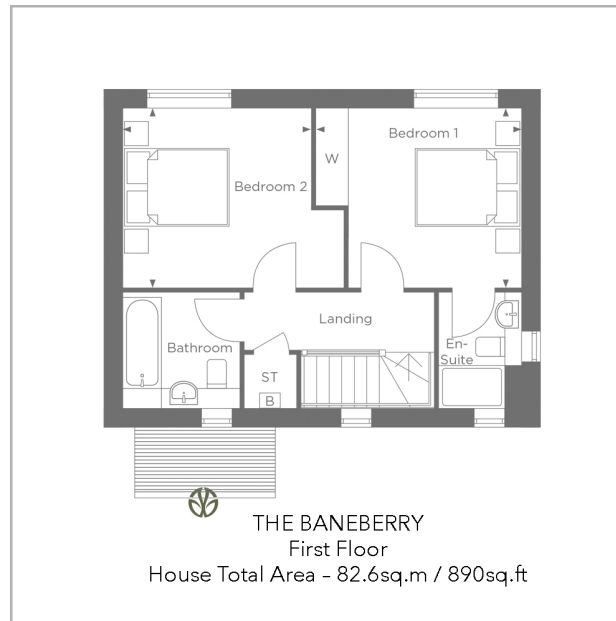 Bedroom 1
W
Bedroom 2
Landing
Bathroom
En-
Suite
ST
B
THE BANEBERRY
First Floor
House Total Area - 82.6sq.m / 890sq.ft